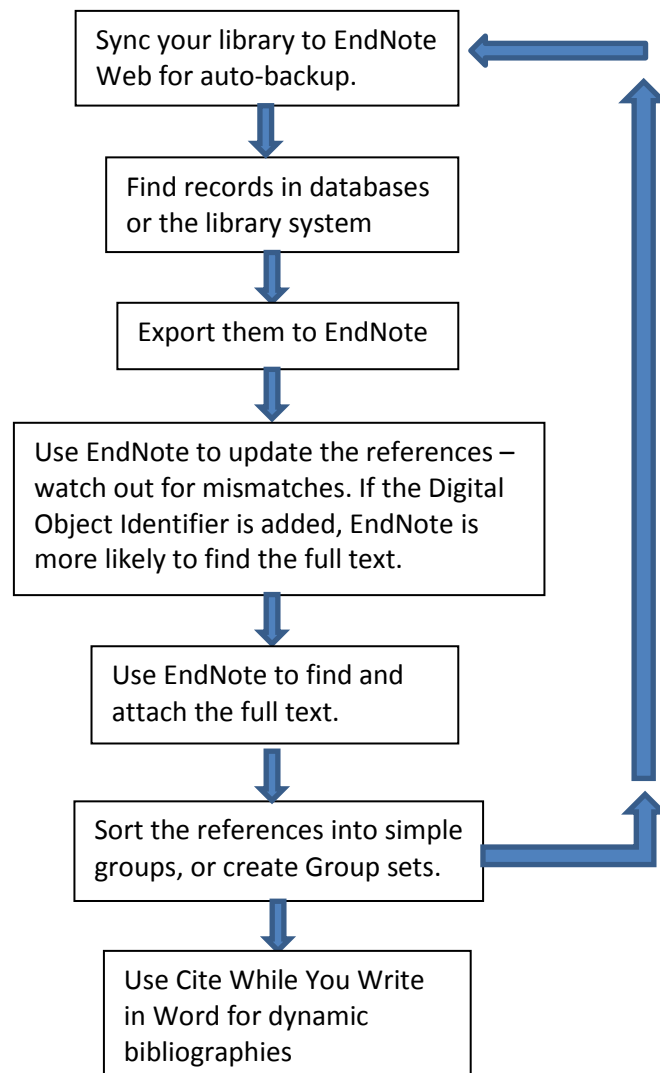 Sync your library to EndNote
Web for auto-backup.
Find records in databases
or the library system
Export them to EndNote
Use EndNote to update the references –
watch out for mismatches. If the Digital
Object Identifier is added, EndNote is
more likely to find the full text.
Use EndNote to find and
attach the full text.
Sort the references into simple
groups, or create Group sets.
Use Cite While You Write
in Word for dynamic
bibliographies